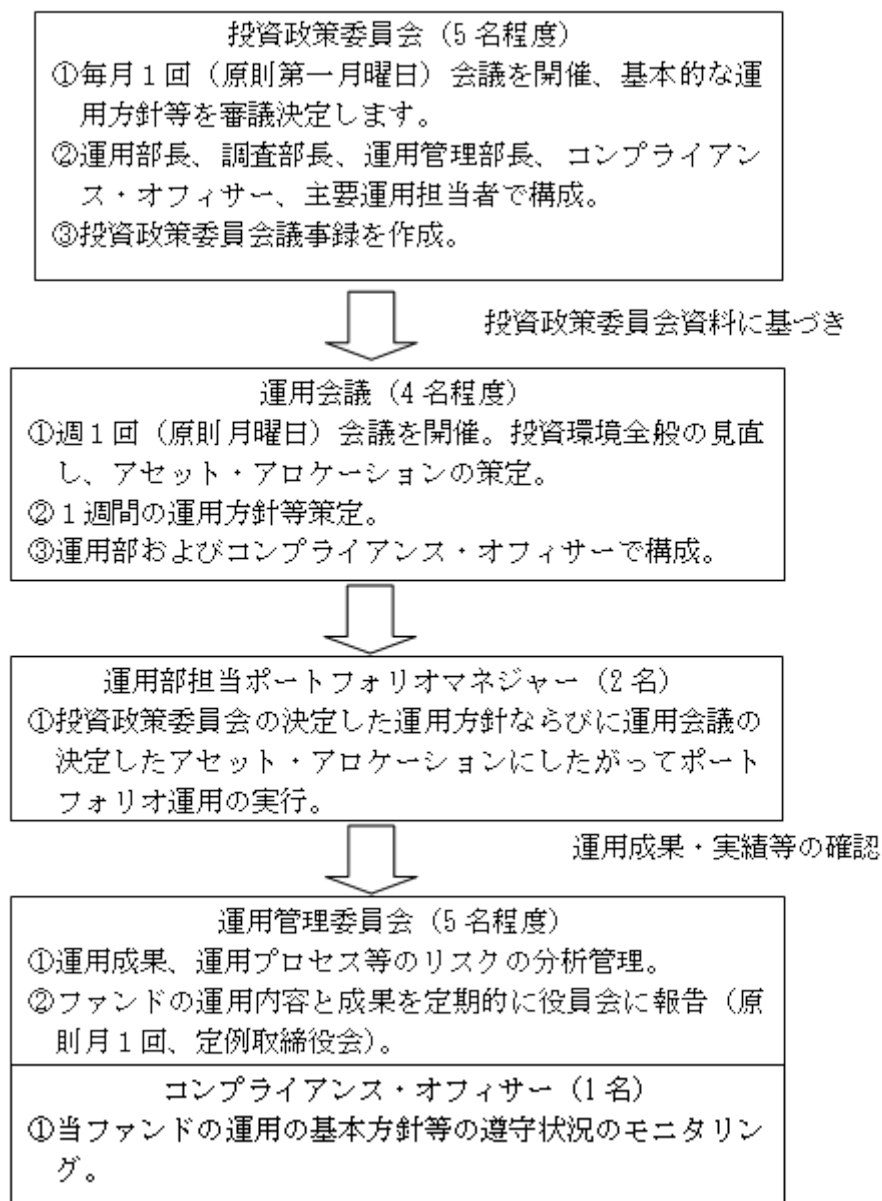 投資政策委員会（5名程度）
①毎月1回（原則第一月曜日）会議を開催、基本的な運
用方針等を審議決定します。
②運用部長、調査部長、運用管理部長、コンプライアン
ス・オフィサー、主要運用担当者で構成。
③投資政策委員会議事録を作成。
投資政策委員会資料に基づき
運用会議（4名程度）
①週1回（原則月曜日）会議を開催。投資環境全般の見直
し、アセット・アロケーションの策定。
②1週間の運用方針等策定。
③運用部およびコンプライアンス・オフィサーで構成。
運用部担当ポートフォリオマネジャー（2名）
①投資政策委員会の決定した運用方針ならびに運用会議の
決定したアセット・アロケーションにしたがってポート
フォリオ運用の実行。
運用成果・実績等の確認
運用管理委員会（5名程度）
①運用成果、運用プロセス等のリスクの分析管理。
②ファンドの運用内容と成果を定期的に役員会に報告（原
則月1回、定例取締役会）。
コンプライアンス・オフィサー（1名）
①当ファンドの運用の基本方針等の遵守状況のモニタリン
グ。